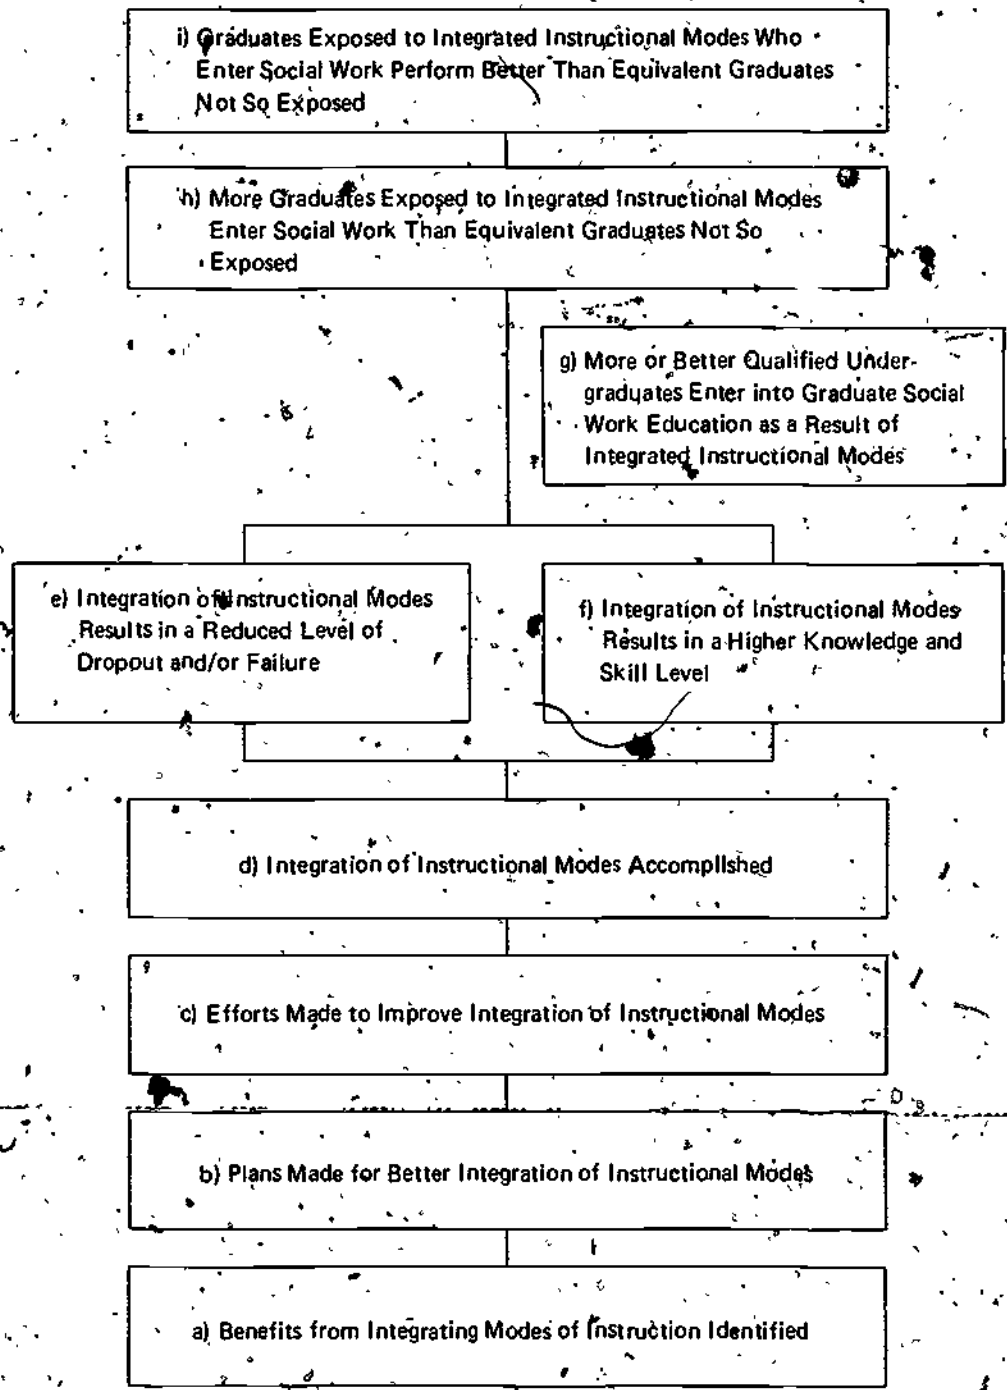 i) Graduates Exposed to Integrated Instructional Modes Who
Enter Social Work Perform Better Than Equivalent Graduates
Not So Exposed
h) More Graduates Exposed to Integrated Instructional Modes
Enter Social Work Than Equivalent Graduates Not So
Exposed
g) More or Better Qualified Under-
graduates Enter into Graduate Social
Work Education as a Result of
Integrated Instructional Modes
e) Integration of Instructional Modes
Results in a Reduced Level of
Dropout and/or Failure
f) Integration of Instructional Modes
Results in a Higher Knowledge and
Skill Level
d) Integration of Instructional Modes Accomplished
c) Efforts Made to Improve Integration of Instructional Modes
b) Plans Made for Better Integration of Instructional Modes
a) Benefits from Integrating Modes of Instruction Identified